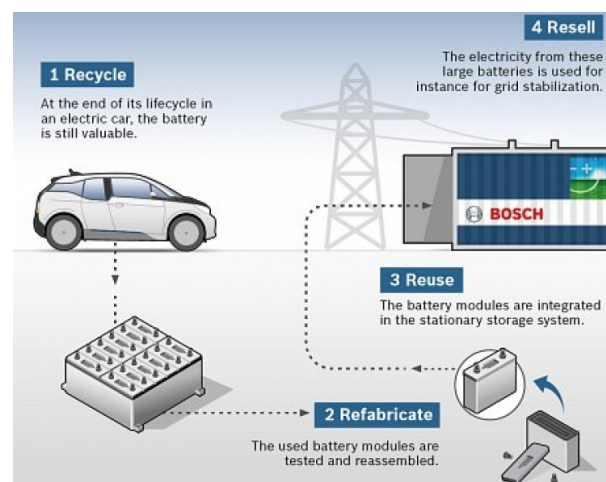 1 Recycle
At the end of its lifecycle in
an electric car, the battery
is still valuable.
4 Resell
The electricity from these
large batteries is used for
instance for grid stabilization.
BOSCH
3 Reuse
The battery modules are integrated
in the stationary storage system.
2 Refabricate
The used battery modules are
tested and reassembled.